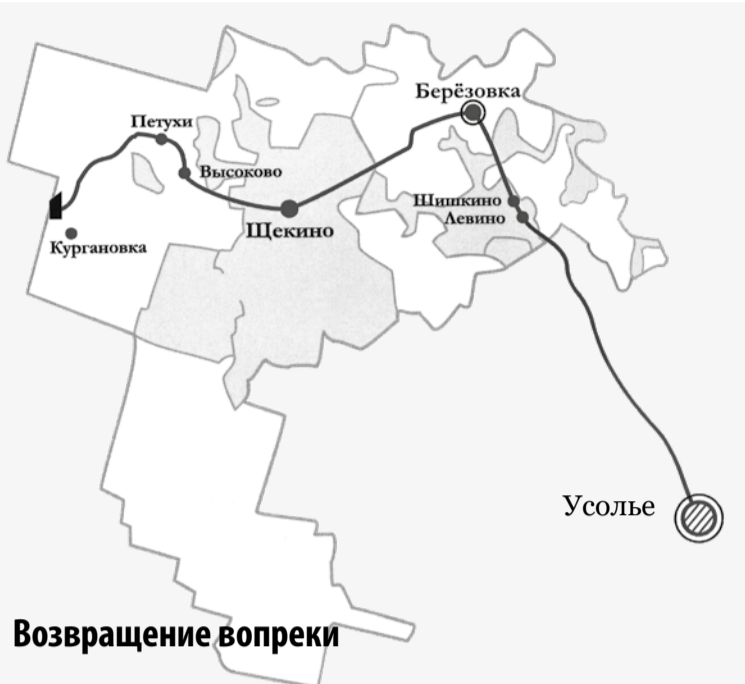 Берёзовка
Петухи
Высоково
Шишкино
Левино
Щекино
Кургановка
Усолье
Возвращение вопреки